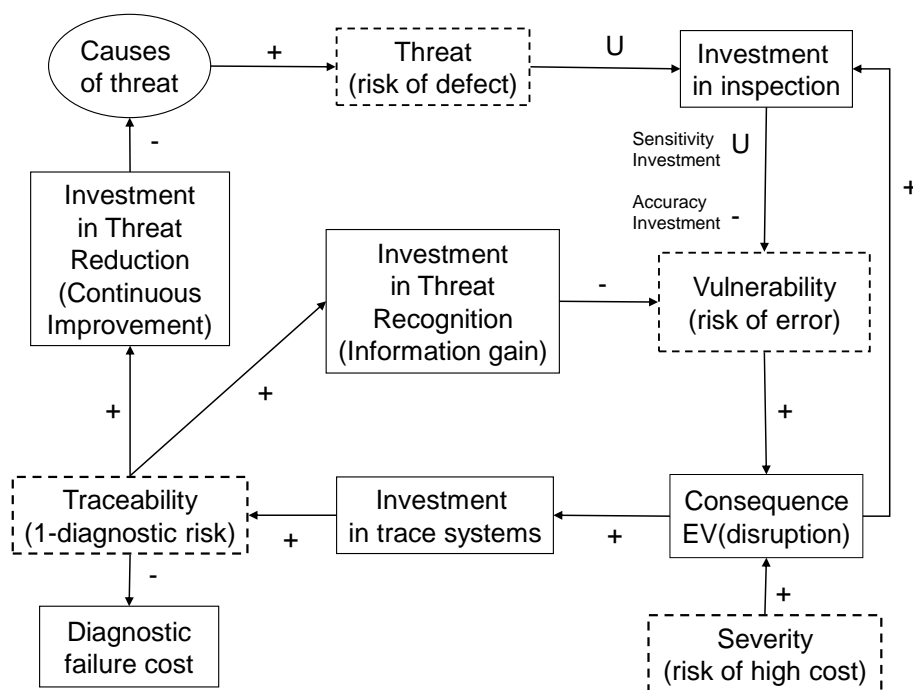 Causes
of threat
+
Threat
(risk of defect)
U
Investment
in inspection
-
Sensitivity
Investment
U
Accuracy
Investment
-
+
Investment
in Threat
Reduction
(Continuous
Improvement)
Investment
in Threat
Recognition
(Information gain)
-
Vulnerability
(risk of error)
+
+
+
Traceability
(1-diagnostic risk)
+
Investment
in trace systems
+
Consequence
EV(disruption)
-
+
Diagnostic
failure cost
Severity
(risk of high cost)